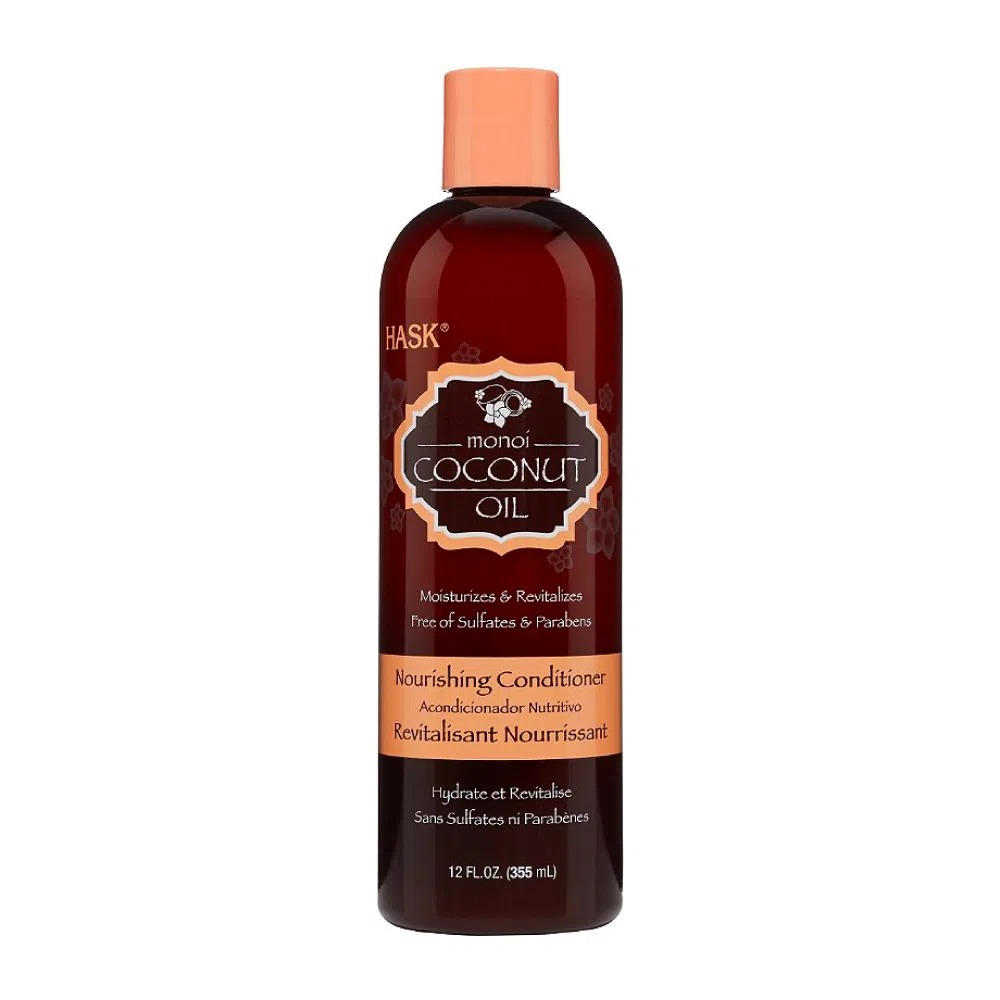 HASK®
monoi
COCONUT
OIL
Moisturizes & Revitalizes
Free of Sulfates & Parabens
Nourishing Conditioner
Acondicionador Nutritivo
Revitalisant Nourrissant
Hydrate et Revitalise
Sans Sulfates ni Parabènes
12 FL.OZ. (355 mL)